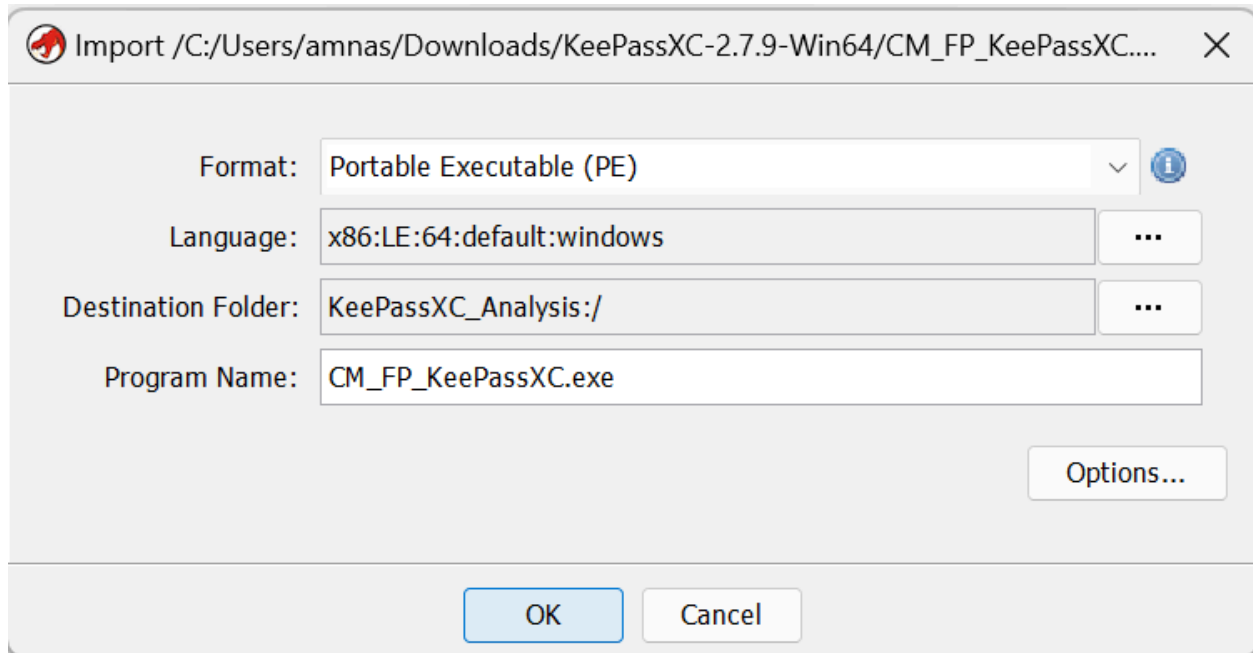 Import /C:/Users/amnas/Downloads/KeePassXC-2.7.9-Win64/CM_FP_KeePassXC....
Format: Portable Executable (PE)
Language: x86:LE:64:default:windows ...
Destination Folder: KeePassXC_Analysis:/ ...
Program Name: CM_FP_KeePassXC.exe
Options...
OK Cancel